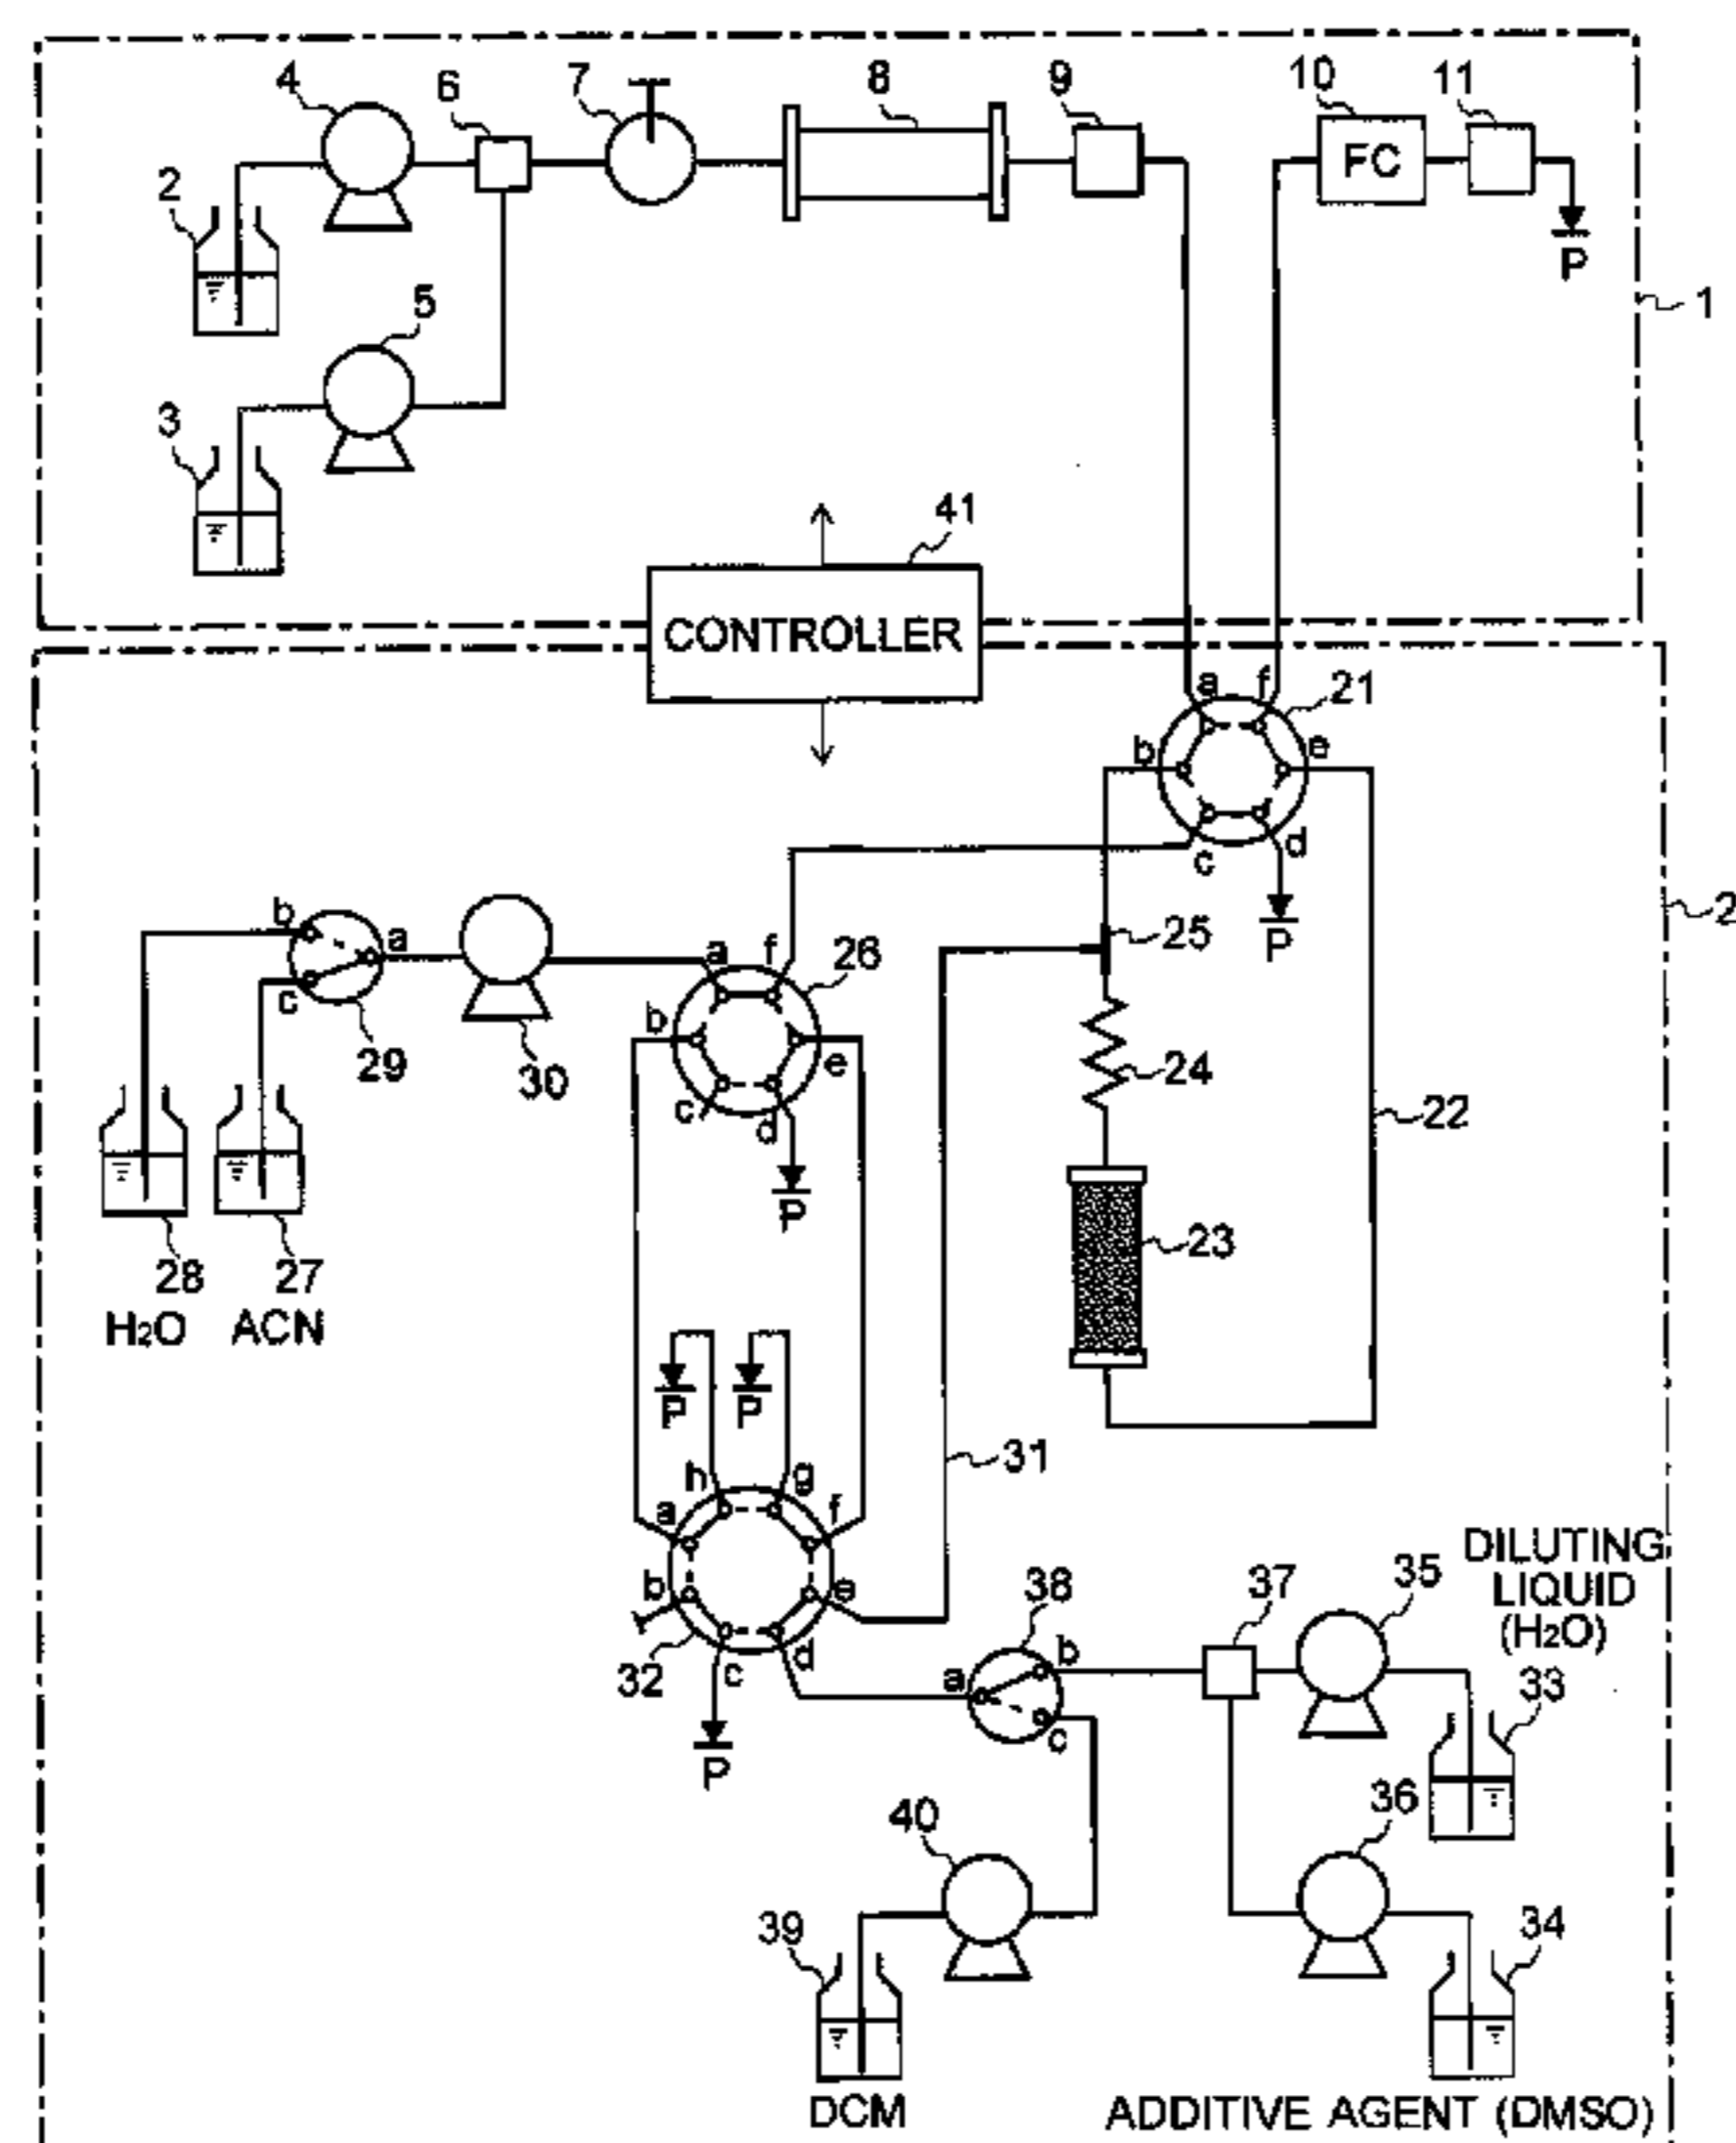 4
6
7
8
9
10
11
FC
P
2
5
1
3
41
CONTROLLER
a
f
21
b
e
c
d
P
2
25
b
a
c
29
30
a
f
26
b
e
c
d
P
24
22
23
28
27
H2O
ACN
P
P
31
h
g
a
f
b
e
32
c
d
P
38
a
b
c
37
35
DILUTING
LIQUID
(H2O)
33
40
36
39
34
DCM
ADDITIVE AGENT (DMSO)